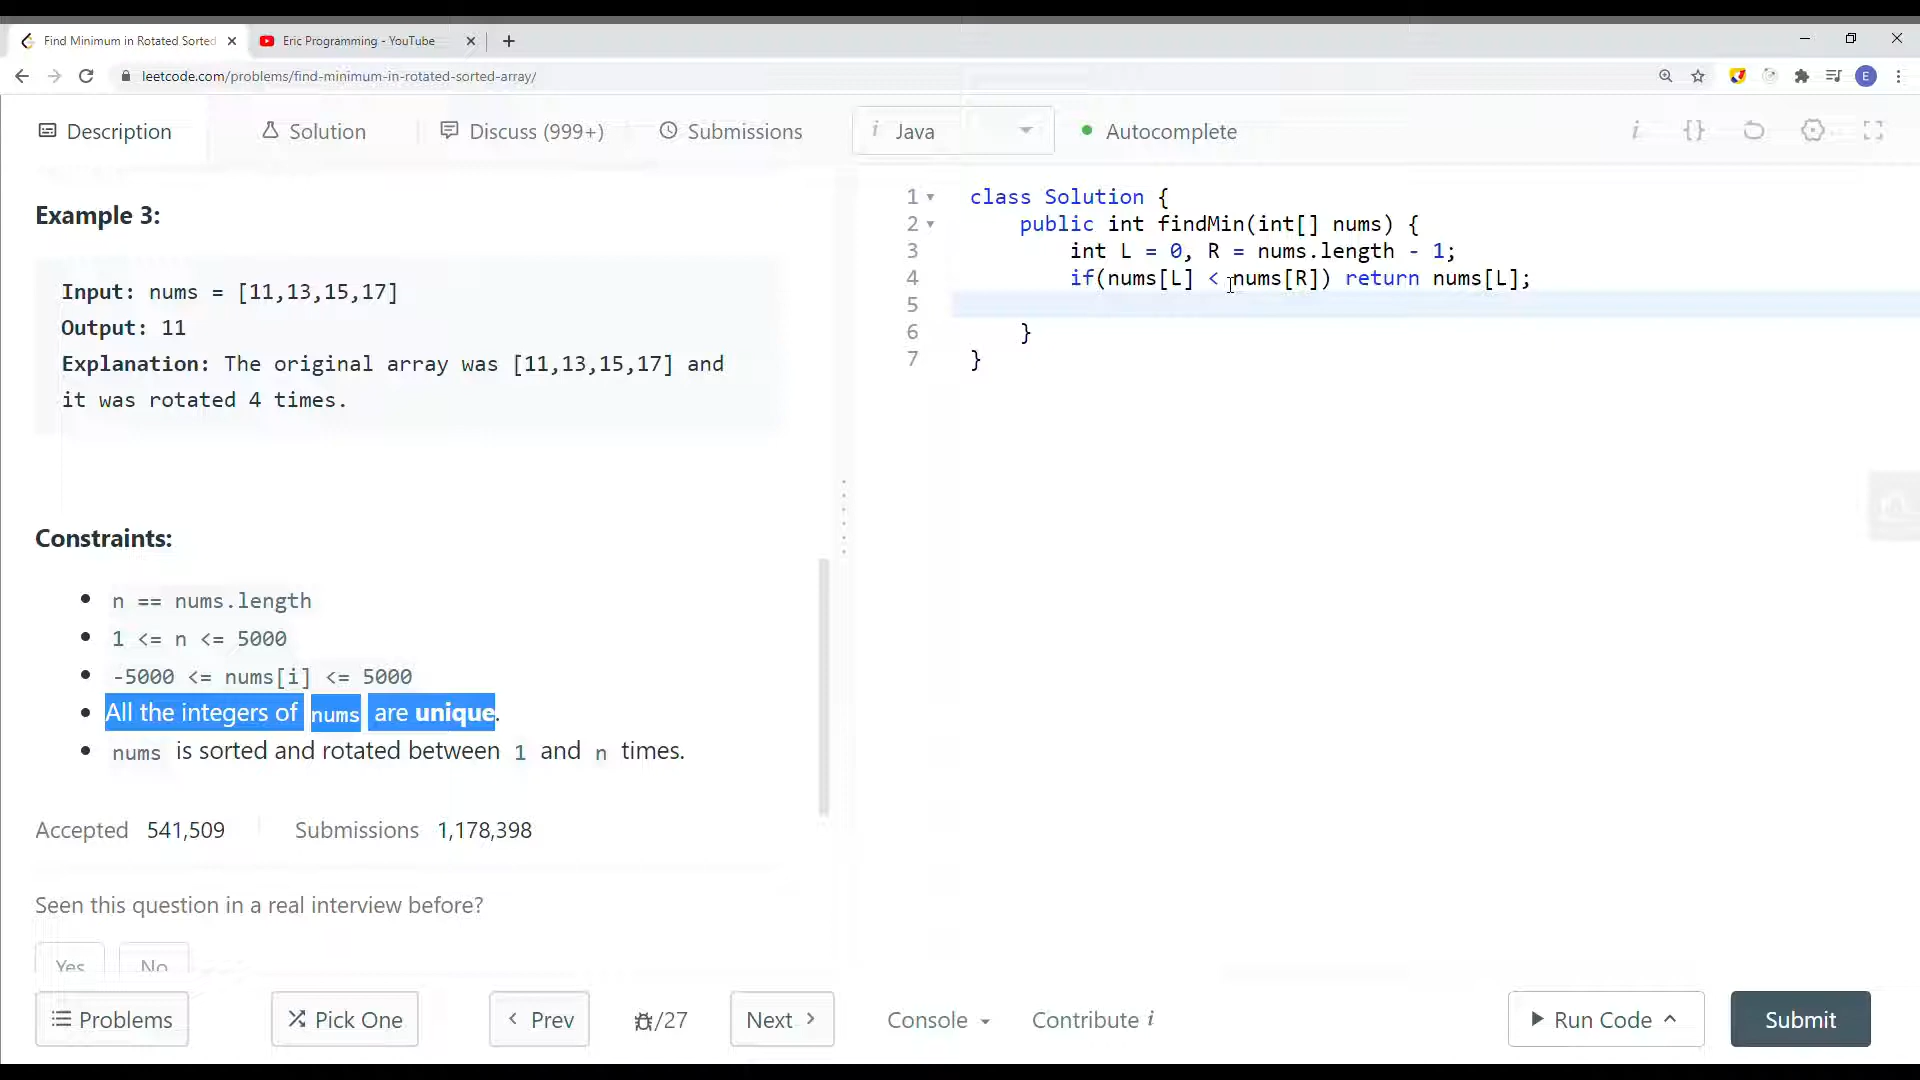 Find Minimum in Rotated Sorted
Eric Programming - YouTube
leetcode.com/problems/find-minimum-in-rotated-sorted-array/
E
Description
Solution
Discuss (999+)
Submissions
i Java
Autocomplete
i {}
Example 3:
Input: nums = [11,13,15,17]
Output: 11
Explanation: The original array was [11,13,15,17] and
it was rotated 4 times.
Constraints:
n == nums.length
1 <= n <= 5000
-5000 <= nums[i] <= 5000
All the integers of nums are unique.
nums is sorted and rotated between 1 and n times.
Accepted 541,509 Submissions 1,178,398
Seen this question in a real interview before?
Yes No
1 class Solution {
2 public int findMin(int[] nums) {
3 int L = 0, R = nums.length - 1;
4 if(nums[L] < nums[R]) return nums[L];
5
6 }
7 }
Problems
Pick One
Prev
/27
Next
Console
Contribute i
Run Code
Submit